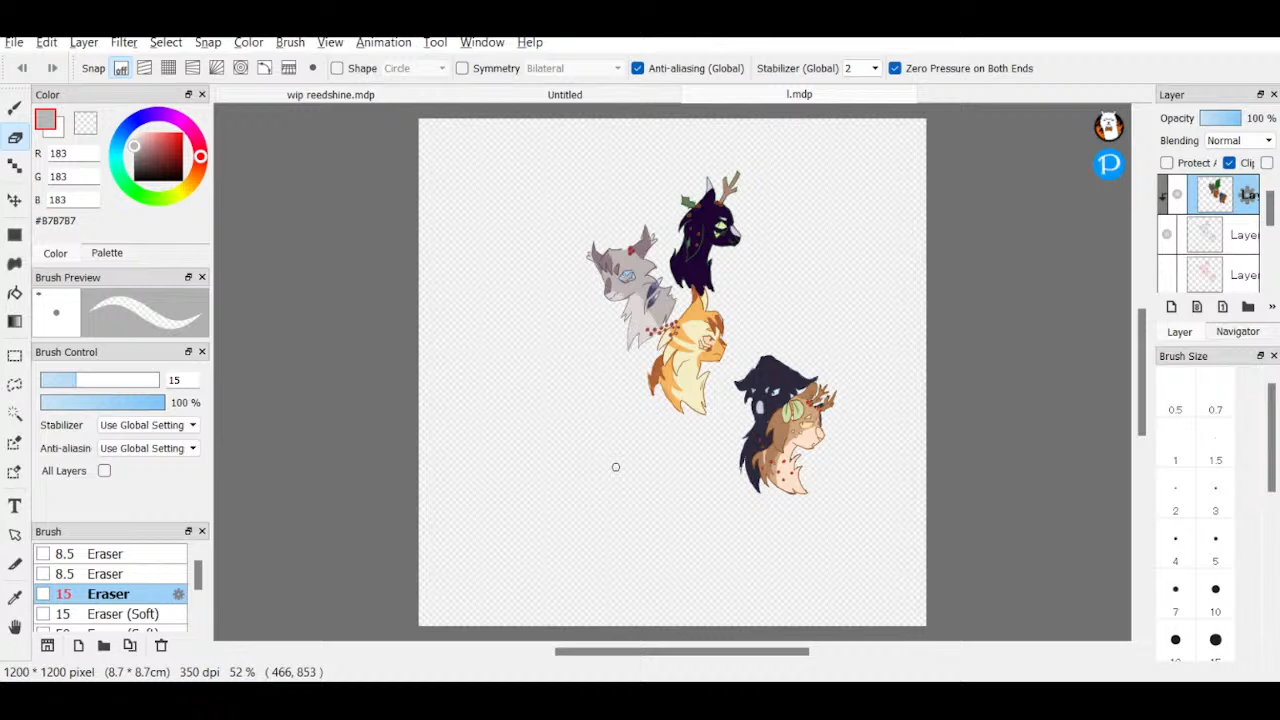 File Edit Layer Filter Select Snap Color Brush View Animation Tool Window Help
Snap off Shape Circle Symmetry Bilateral Anti-aliasing (Global) Stabilizer (Global) 2 Zero Pressure on Both Ends
Color
wip reedshine.mdp Untitled l.mdp
R 183
G 183
B 183
#B7B7B7
Color Palette
Brush Preview
Brush Control
15
100 %
Stabilizer Use Global Setting
Anti-aliasin Use Global Setting
All Layers
Brush
8.5 Eraser
8.5 Eraser
15 Eraser
15 Eraser (Soft)
1200 * 1200 pixel (8.7 * 8.7cm) 350 dpi 52 % ( 466, 853 )
P
Layer
Opacity 100 %
Blending Normal
Protect Clip
Laye
Laye
Layer Navigator
Brush Size
0.5 0.7
1 1.5
2 3
4 5
7 10